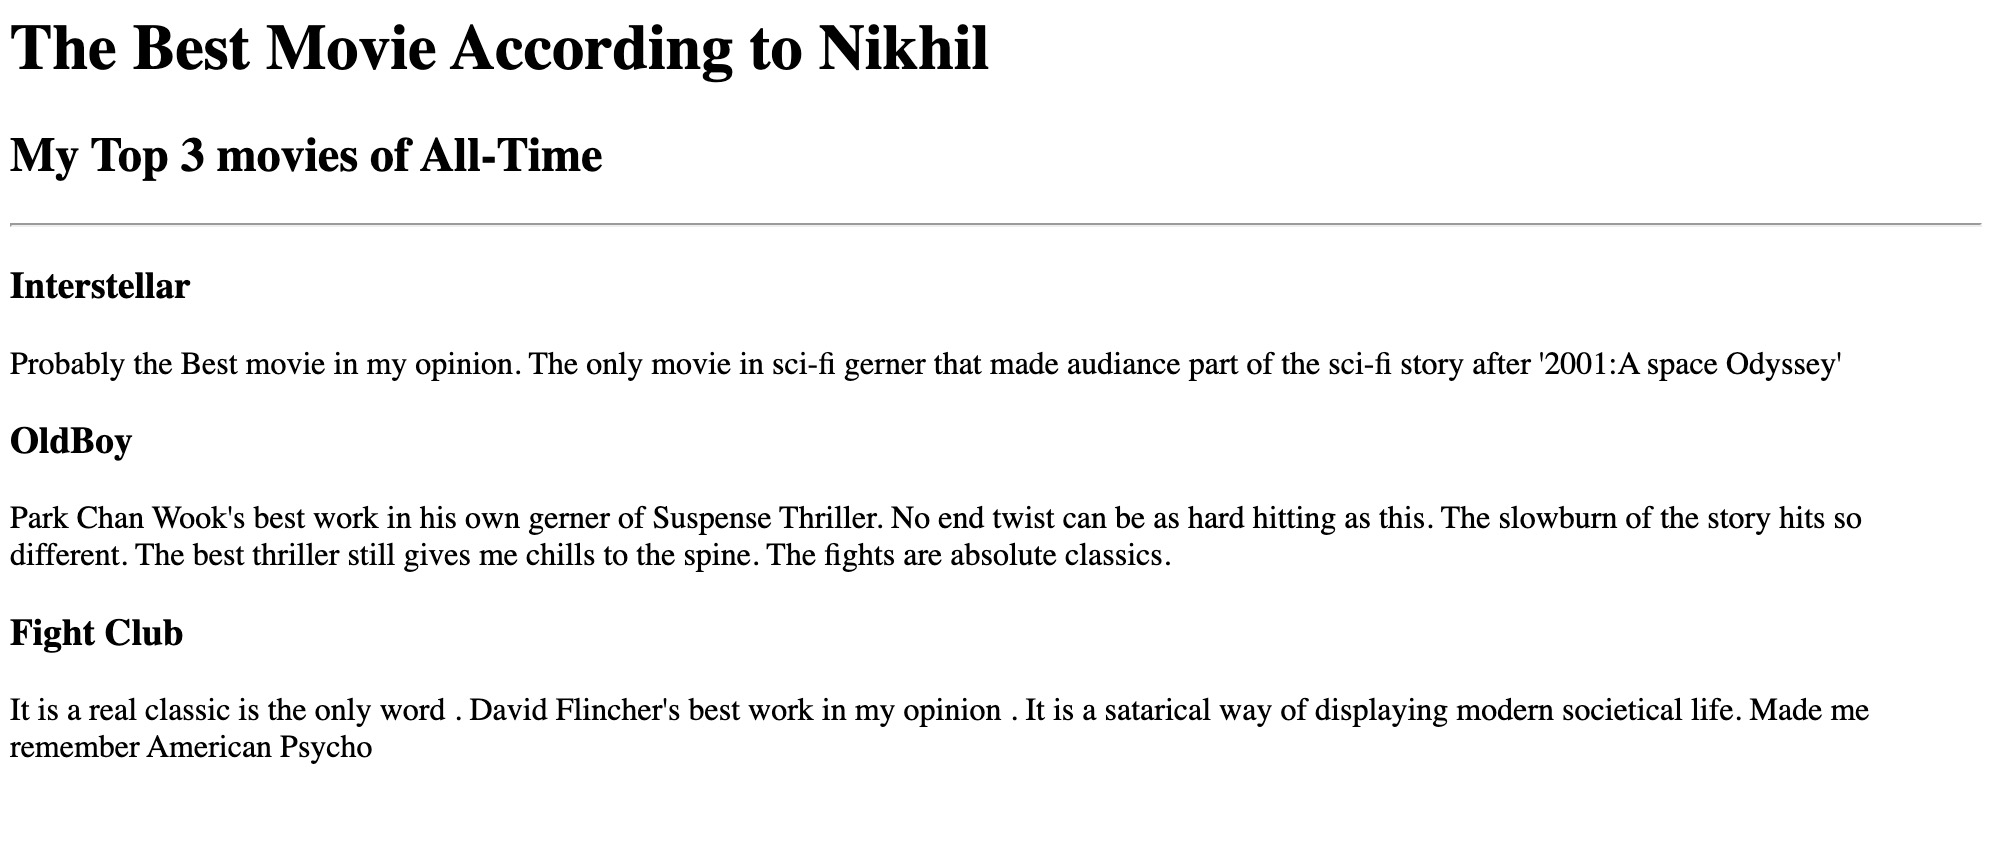 The Best Movie According to Nikhil
My Top 3 movies of All-Time
Interstellar
Probably the Best movie in my opinion. The only movie in sci-fi gerner that made audiance part of the sci-fi story after '2001:A space Odyssey'
OldBoy
Park Chan Wook's best work in his own gerner of Suspense Thriller. No end twist can be as hard hitting as this. The slowburn of the story hits so
different. The best thriller still gives me chills to the spine. The fights are absolute classics.
Fight Club
It is a real classic is the only word . David Flincher's best work in my opinion . It is a satarical way of displaying modern societical life. Made me
remember American Psycho